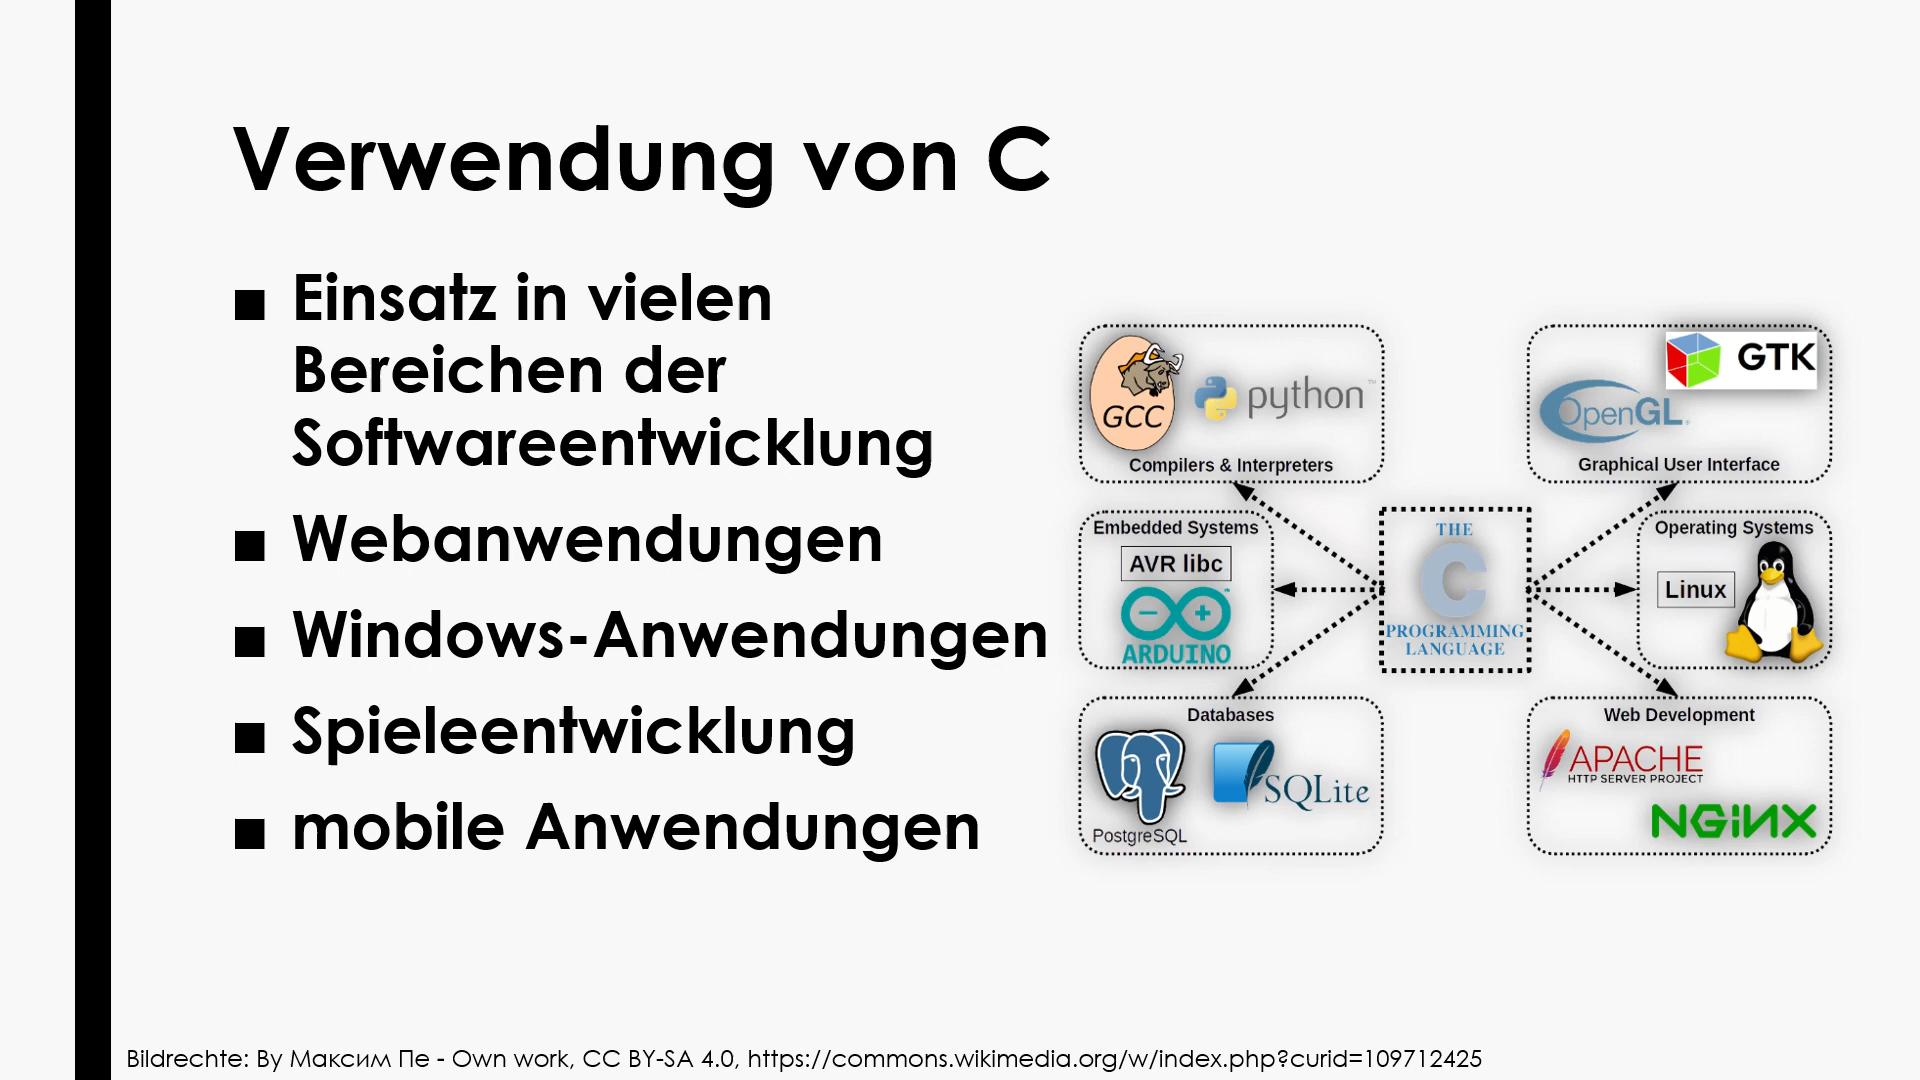 Verwendung von C
■ Einsatz in vielen
Bereichen der
Softwareentwicklung
■ Webanwendungen
■ Windows-Anwendungen
■ Spieleentwicklung
■ mobile Anwendungen
GCC
python™
Compilers & Interpreters
GTK
OpenGL®
Graphical User Interface
Embedded Systems
AVR libc
ARDUINO
THE
C
PROGRAMMING
LANGUAGE
Operating Systems
Linux
Databases
PostgreSQL
SQLite
Web Development
APACHE
HTTP SERVER PROJECT
NGINX
Bildrechte: By Максим Пе - Own work, CC BY-SA 4.0, https://commons.wikimedia.org/w/index.php?curid=109712425